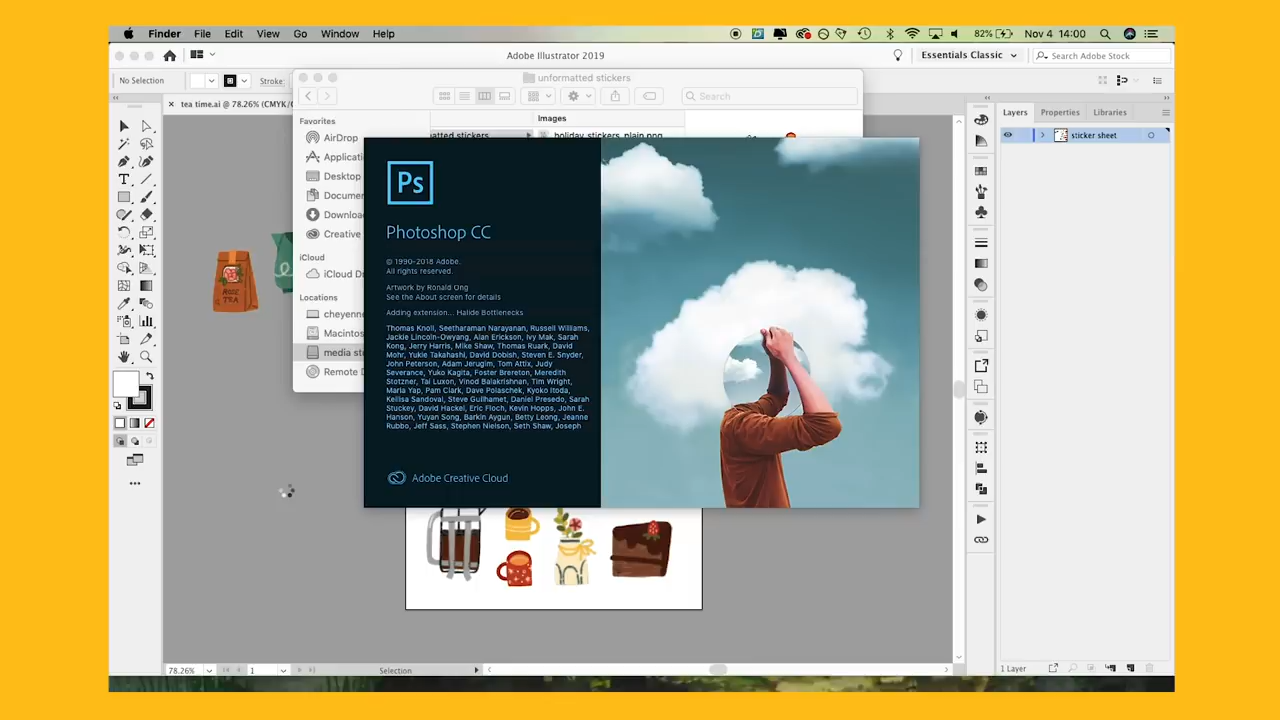 Finder File Edit View Go Window Help 82% Nov 4 14:00
Adobe Illustrator 2019 Essentials Classic Search Adobe Stock
No Selection Stroke:
unformatted stickers
Search
tea time.ai @ 78.26% (CMYK/
Layers Properties Libraries
sticker sheet
Favorites
AirDrop
Applicati
Desktop
Documen
Downloa
Creative
iCloud
iCloud Dr
Locations
cheyenne
Macintos
media sto
Remote D
Images
atted stickers holiday_stickers_plain.png
Ps
Photoshop CC
© 1990-2018 Adobe.
All rights reserved.
Artwork by Ronald Ong
See the About screen for details
Adding extension... Halide Bottlenecks
Thomas Knoll, Seetharaman Narayanan, Russell Williams,
Jackie Lincoln-Owyang, Alan Erickson, Ivy Mak, Sarah
Kong, Jerry Harris, Mike Shaw, Thomas Ruark, David
Mohr, Yukie Takahashi, David Dobish, Steven E. Snyder,
John Peterson, Adam Jerugim, Tom Attix, Judy
Severance, Yuko Kagita, Foster Brereton, Meredith
Stotzner, Tai Luxon, Vinod Balakrishnan, Tim Wright,
Maria Yap, Pam Clark, Dave Polaschek, Kyoko Itoda,
Kellisa Sandoval, Steve Guilhamet, Daniel Presedo, Sarah
Stuckey, David Hackel, Eric Floch, Kevin Hopps, John E.
Hanson, Yuyan Song, Barkin Aygun, Betty Leong, Jeanne
Rubbo, Jeff Sass, Stephen Nielson, Seth Shaw, Joseph
Adobe Creative Cloud
ROSE
TEA
78.26% 1 Selection
1 Layer